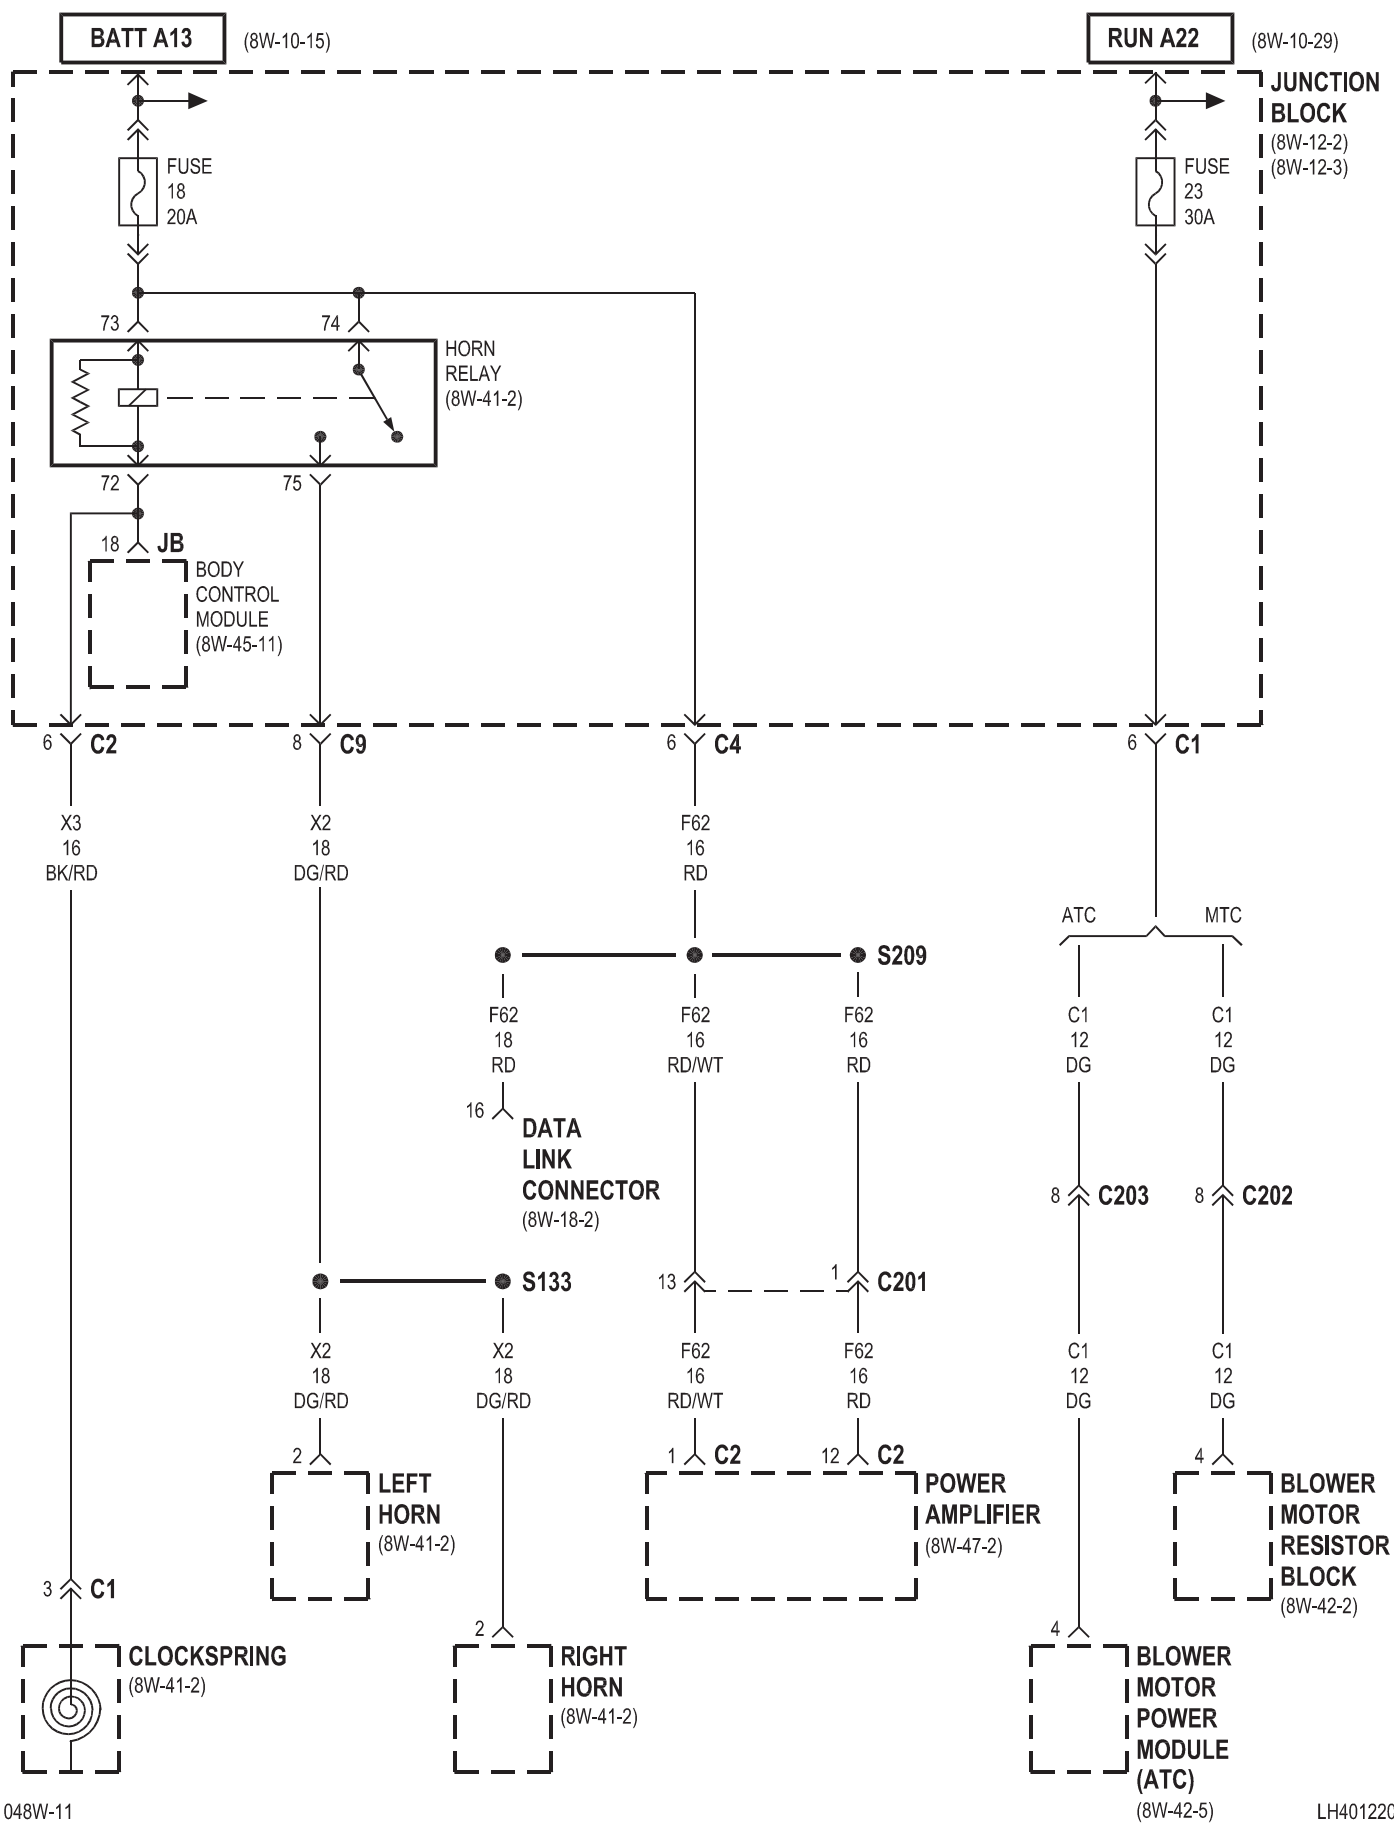 BATT A13
(8W-10-15)
RUN A22
(8W-10-29)
JUNCTION
BLOCK
(8W-12-2)
(8W-12-3)
FUSE
18
20A
FUSE
23
30A
73
74
HORN
RELAY
(8W-41-2)
72
75
18
JB
BODY
CONTROL
MODULE
(8W-45-11)
6
C2
8
C9
6
C4
6
C1
X3
16
BK/RD
X2
18
DG/RD
F62
16
RD
ATC
MTC
S209
F62
18
RD
F62
16
RD/WT
F62
16
RD
C1
12
DG
C1
12
DG
16
DATA
LINK
CONNECTOR
(8W-18-2)
8
C203
8
C202
S133
13
1
C201
X2
18
DG/RD
X2
18
DG/RD
F62
16
RD/WT
F62
16
RD
C1
12
DG
C1
12
DG
2
LEFT
HORN
(8W-41-2)
1
C2
12
C2
POWER
AMPLIFIER
(8W-47-2)
4
BLOWER
MOTOR
RESISTOR
BLOCK
(8W-42-2)
3
C1
CLOCKSPRING
(8W-41-2)
2
RIGHT
HORN
(8W-41-2)
4
BLOWER
MOTOR
POWER
MODULE
(ATC)
(8W-42-5)
048W-11
LH401220